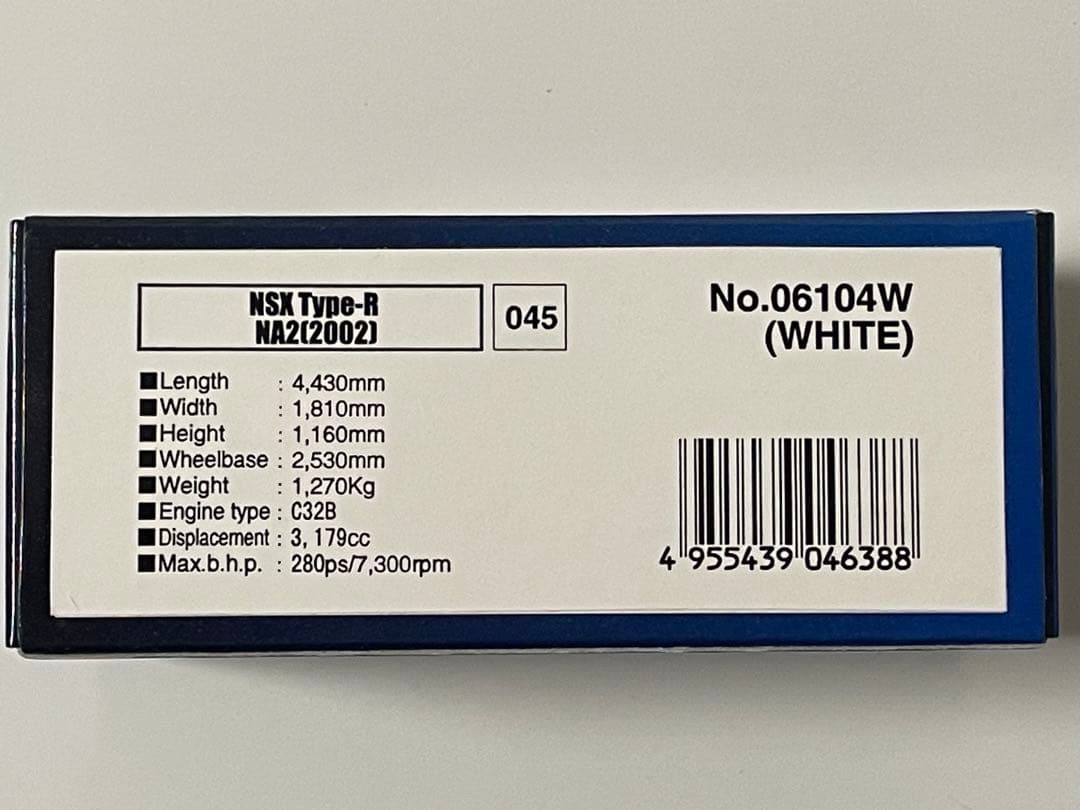 NSX Type-R
NA2(2002)
045
No.06104W
(WHITE)
■Length : 4,430mm
■Width : 1,810mm
■Height : 1,160mm
■Wheelbase : 2,530mm
■Weight : 1,270Kg
■Engine type : C32B
■Displacement : 3, 179cc
■Max.b.h.p. : 280ps/7,300rpm
4 955439 046388